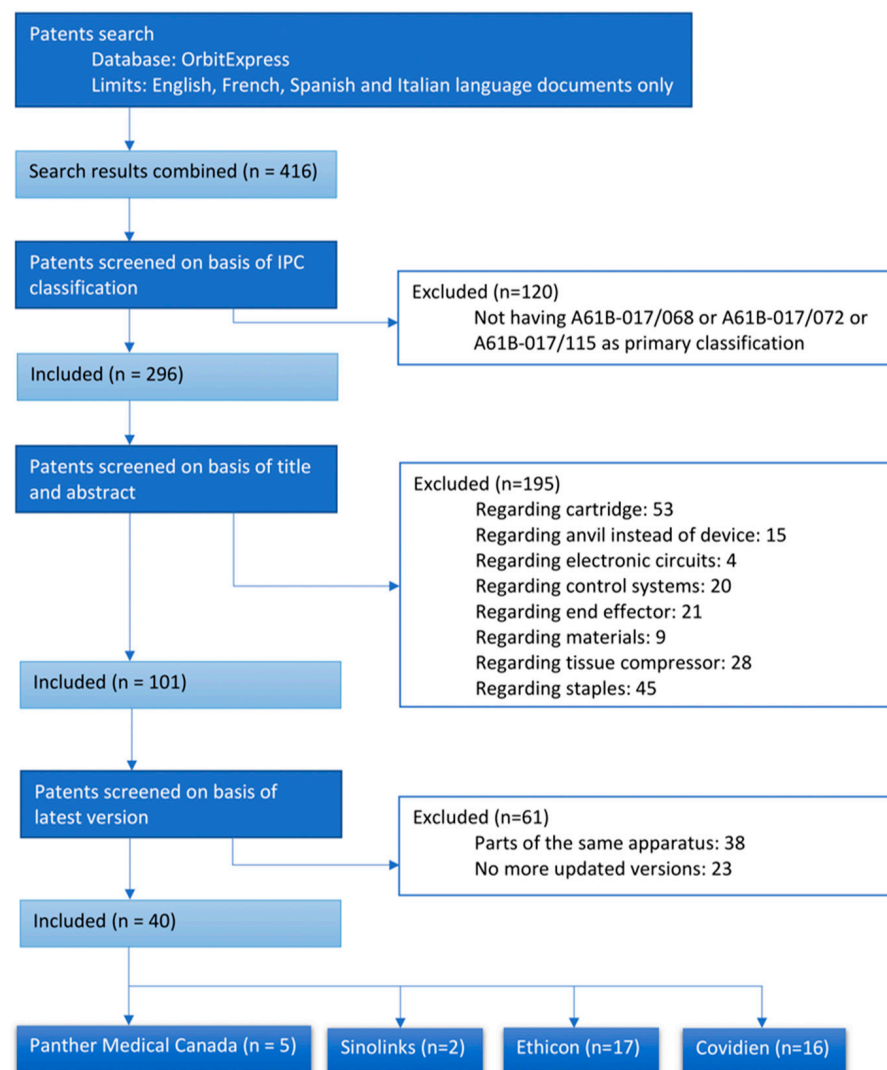 Patents search
Database: OrbitExpress
Limits: English, French, Spanish and Italian language documents only
Search results combined (n = 416)
Patents screened on basis of IPC
classification
Excluded (n=120)
Not having A61B-017/068 or A61B-017/072 or
A61B-017/115 as primary classification
Included (n = 296)
Patents screened on basis of title
and abstract
Excluded (n=195)
Regarding cartridge: 53
Regarding anvil instead of device: 15
Regarding electronic circuits: 4
Regarding control systems: 20
Regarding end effector: 21
Regarding materials: 9
Regarding tissue compressor: 28
Regarding staples: 45
Included (n = 101)
Patents screened on basis of
latest version
Excluded (n=61)
Parts of the same apparatus: 38
No more updated versions: 23
Included (n = 40)
Panther Medical Canada (n = 5)
Sinolinks (n=2)
Ethicon (n=17)
Covidien (n=16)